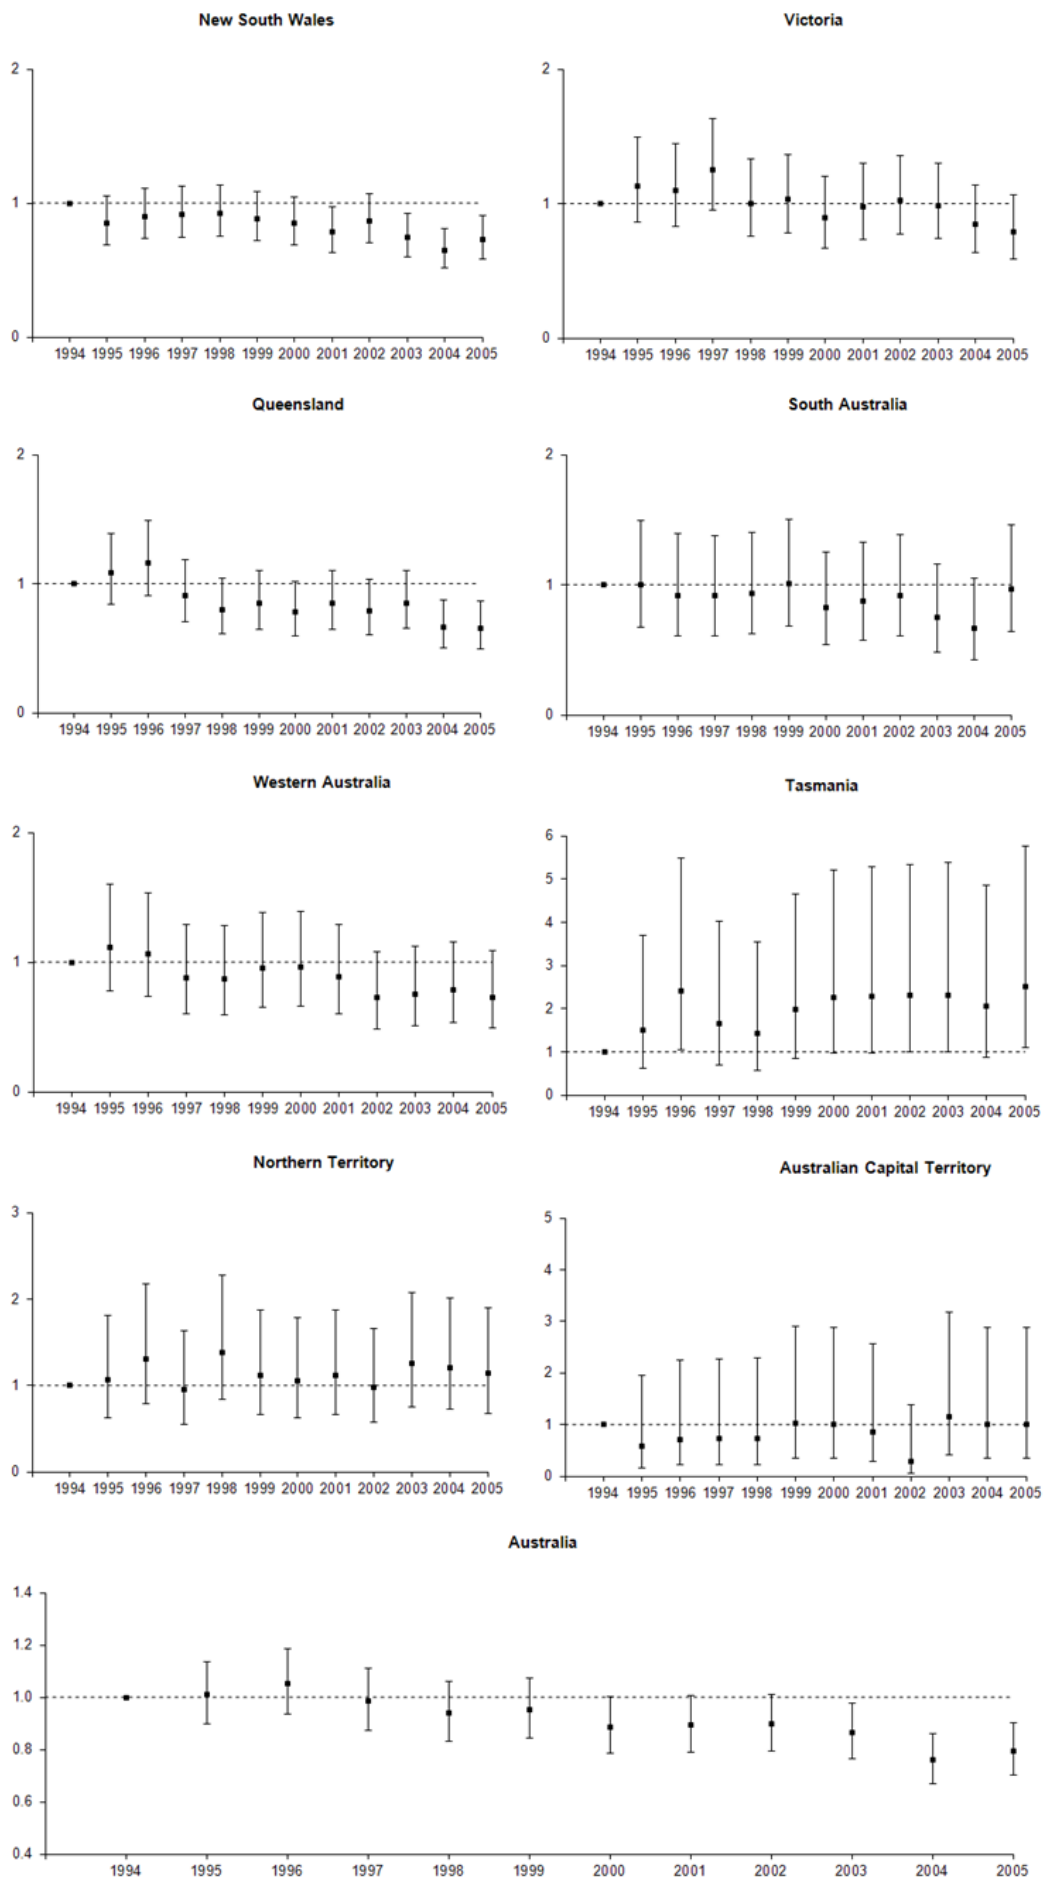 New South Wales
2
1
0
1994 1995 1996 1997 1998 1999 2000 2001 2002 2003 2004 2005
Victoria
2
1
0
1994 1995 1996 1997 1998 1999 2000 2001 2002 2003 2004 2005
Queensland
2
1
0
1994 1995 1996 1997 1998 1999 2000 2001 2002 2003 2004 2005
South Australia
2
1
0
1994 1995 1996 1997 1998 1999 2000 2001 2002 2003 2004 2005
Western Australia
2
1
0
1994 1995 1996 1997 1998 1999 2000 2001 2002 2003 2004 2005
Tasmania
6
5
4
3
2
1
0
1994 1995 1996 1997 1998 1999 2000 2001 2002 2003 2004 2005
Northern Territory
3
2
1
0
1994 1995 1996 1997 1998 1999 2000 2001 2002 2003 2004 2005
Australian Capital Territory
5
4
3
2
1
0
1994 1995 1996 1997 1998 1999 2000 2001 2002 2003 2004 2005
Australia
1.4
1.2
1.0
0.8
0.6
0.4
1994 1995 1996 1997 1998 1999 2000 2001 2002 2003 2004 2005